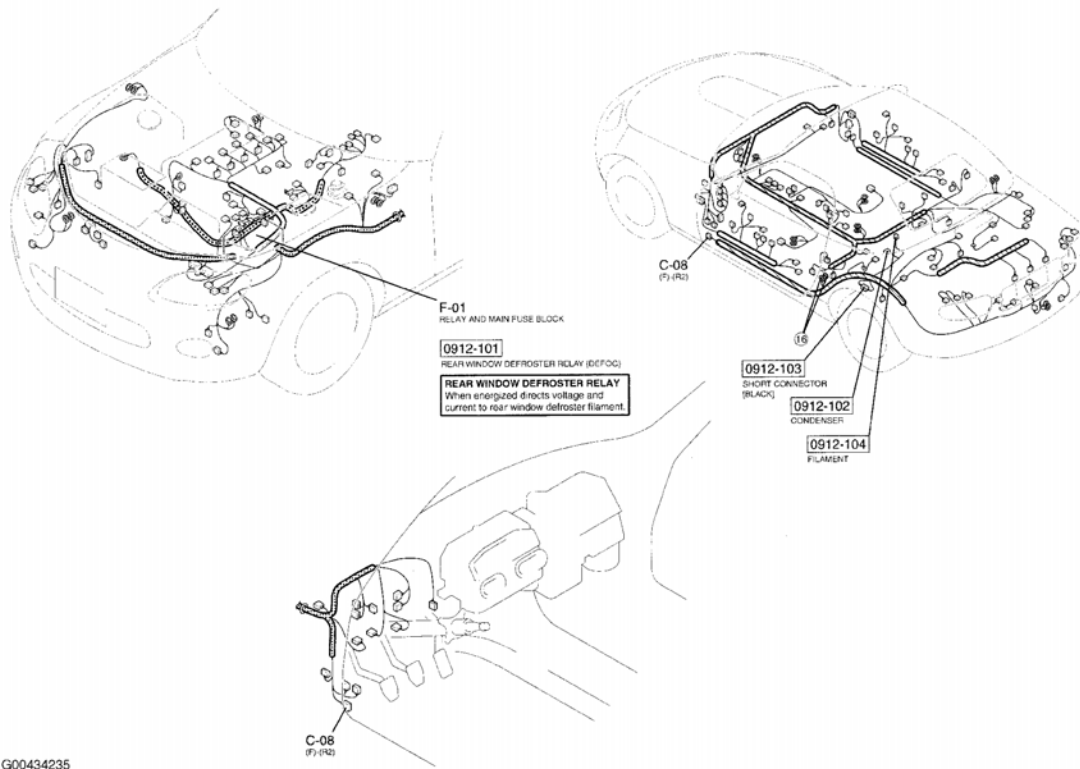 F-01
RELAY AND MAIN FUSE BLOCK
0912-101
REAR WINDOW DEFROSTER RELAY (DEFOG)
REAR WINDOW DEFROSTER RELAY
When energized directs voltage and
current to rear window defroster filament.
C-08
(F)-(R2)
16
0912-103
SHORT CONNECTOR
[BLACK]
0912-102
CONDENSER
0912-104
FILAMENT
C-08
(F)-(R2)
G00434235